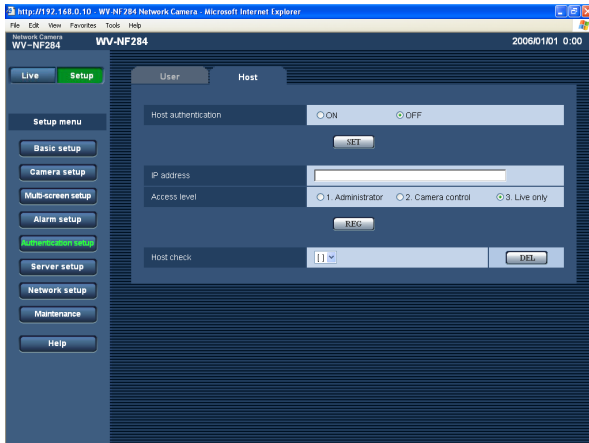 http://192.168.0.10 - WV-NF284 Network Camera - Microsoft Internet Explorer
File Edit View Favorites Tools Help
Network Camera
WV-NF284
WV-NF284
2006/01/01 0:00
Live Setup
User Host
Setup menu
Host authentication ON OFF
SET
Basic setup
Camera setup
IP address
Multi-screen setup
Access level 1. Administrator 2. Camera control 3. Live only
Alarm setup
REG
Authentication setup
Host check [ ] DEL
Server setup
Network setup
Maintenance
Help